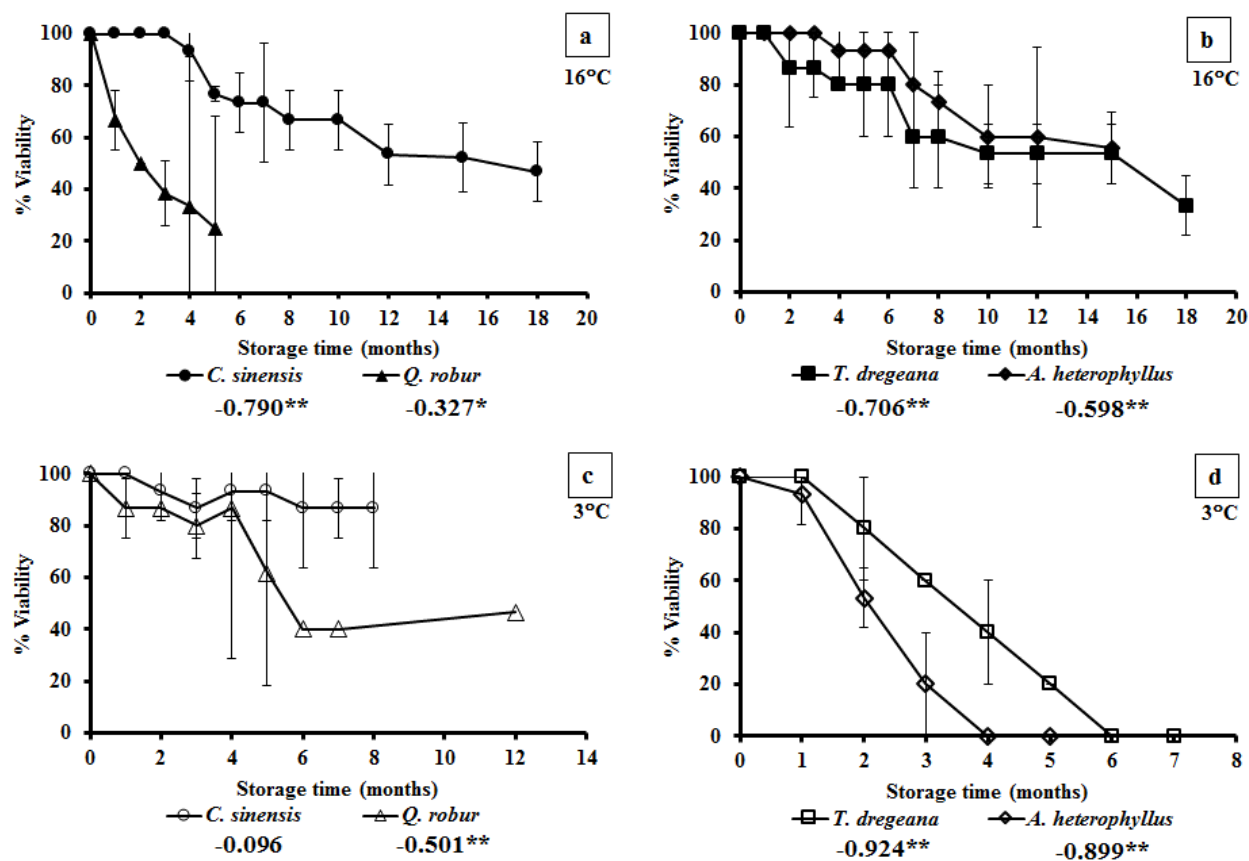 100
80
60
40
20
0
% Viability
a
16°C
0 2 4 6 8 10 12 14 16 18 20
Storage time (months)
C. sinensis Q. robur
-0.790** -0.327*
100
80
60
40
20
0
% Viability
b
16°C
0 2 4 6 8 10 12 14 16 18 20
Storage time (months)
T. dregeana A. heterophyllus
-0.706** -0.598**
100
80
60
40
20
0
% Viability
c
3°C
0 2 4 6 8 10 12 14
Storage time (months)
C. sinensis Q. robur
-0.096 -0.501**
100
80
60
40
20
0
% Viability
d
3°C
0 1 2 3 4 5 6 7 8
Storage time (months)
T. dregeana A. heterophyllus
-0.924** -0.899**